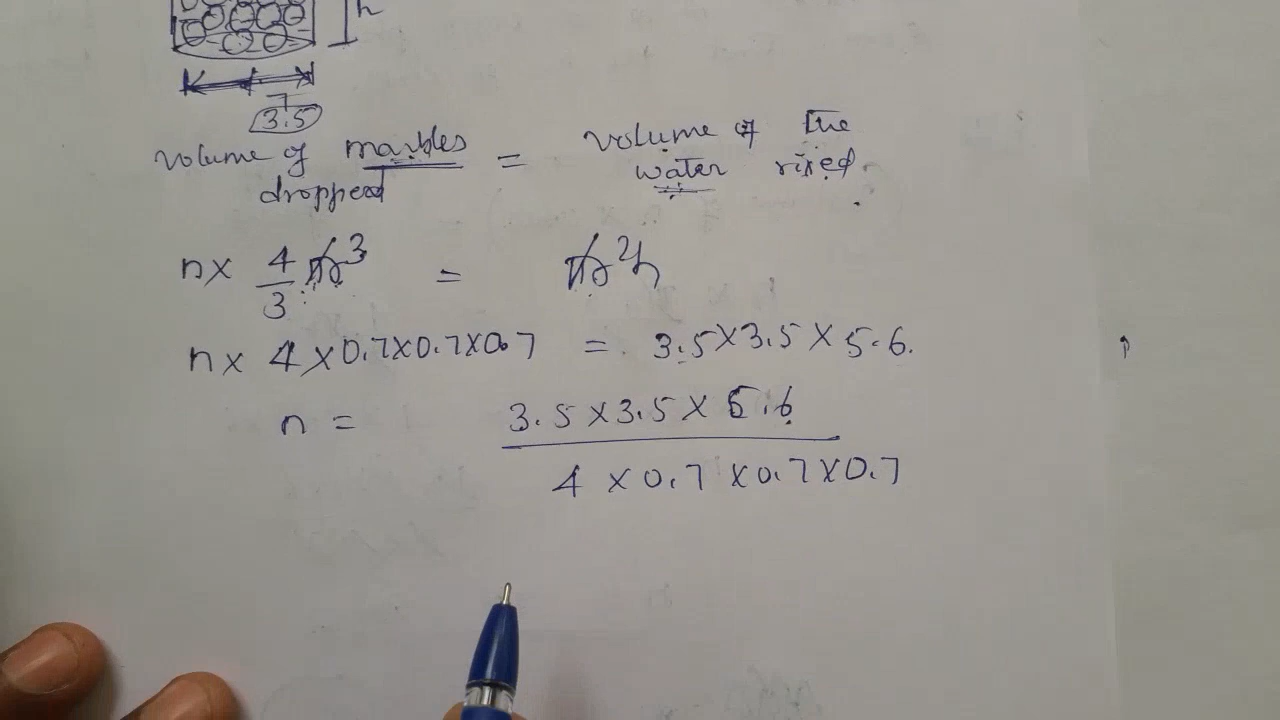 h
7
3.5
volume of marbles dropped = volume of the water rised.
n× 4/3 πr³ = πr²h
n× 4×0.7×0.7×0.7 = 3.5×3.5×5.6.
n = 3.5×3.5×5.6
4×0.7×0.7×0.7